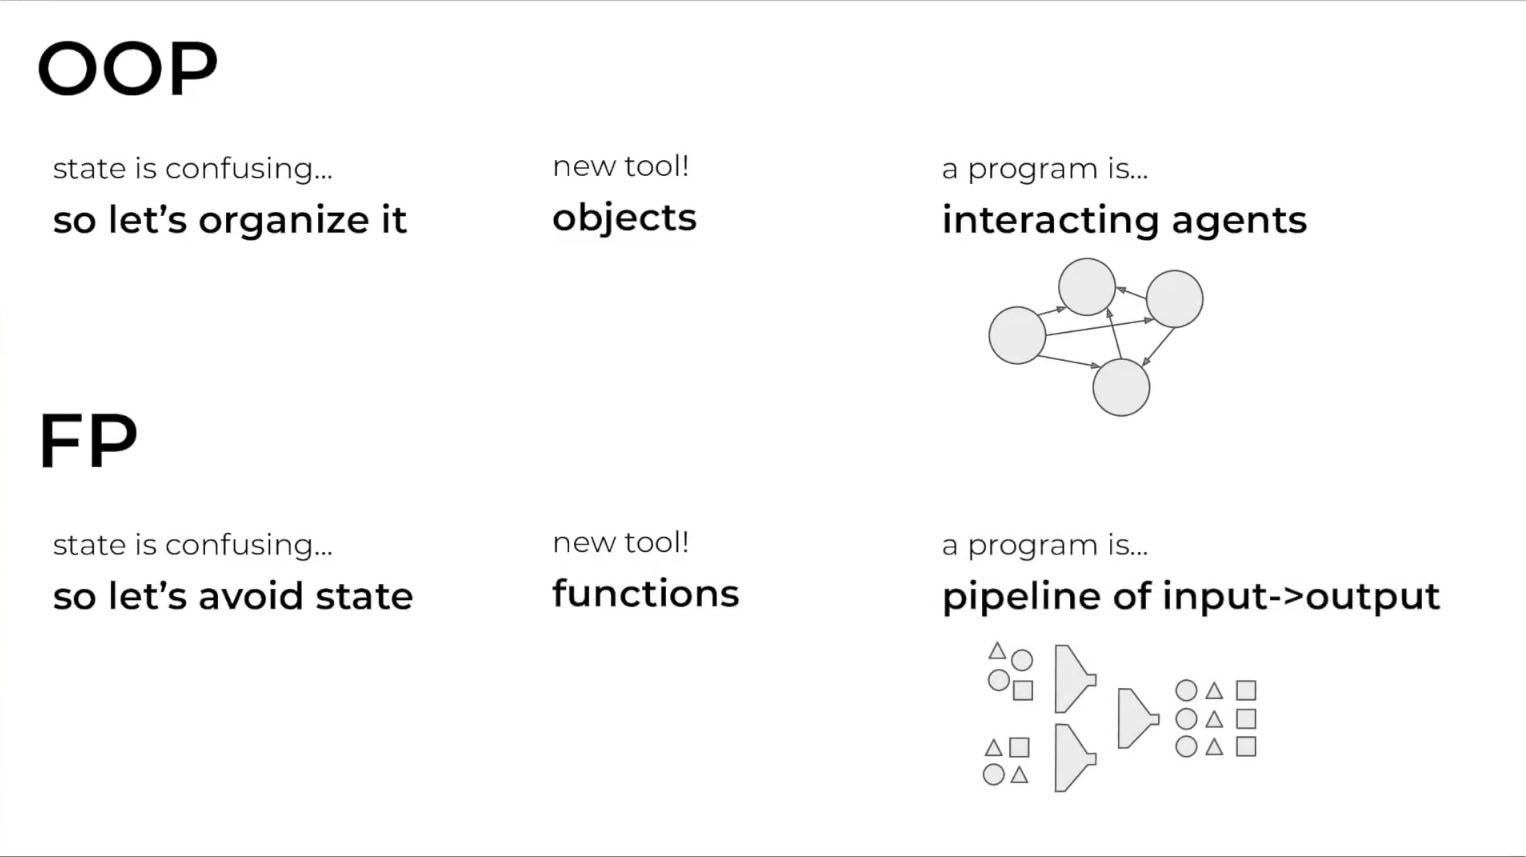 OOP
state is confusing...
new tool!
a program is...
so let’s organize it
objects
interacting agents
FP
state is confusing...
new tool!
a program is...
so let’s avoid state
functions
pipeline of input->output